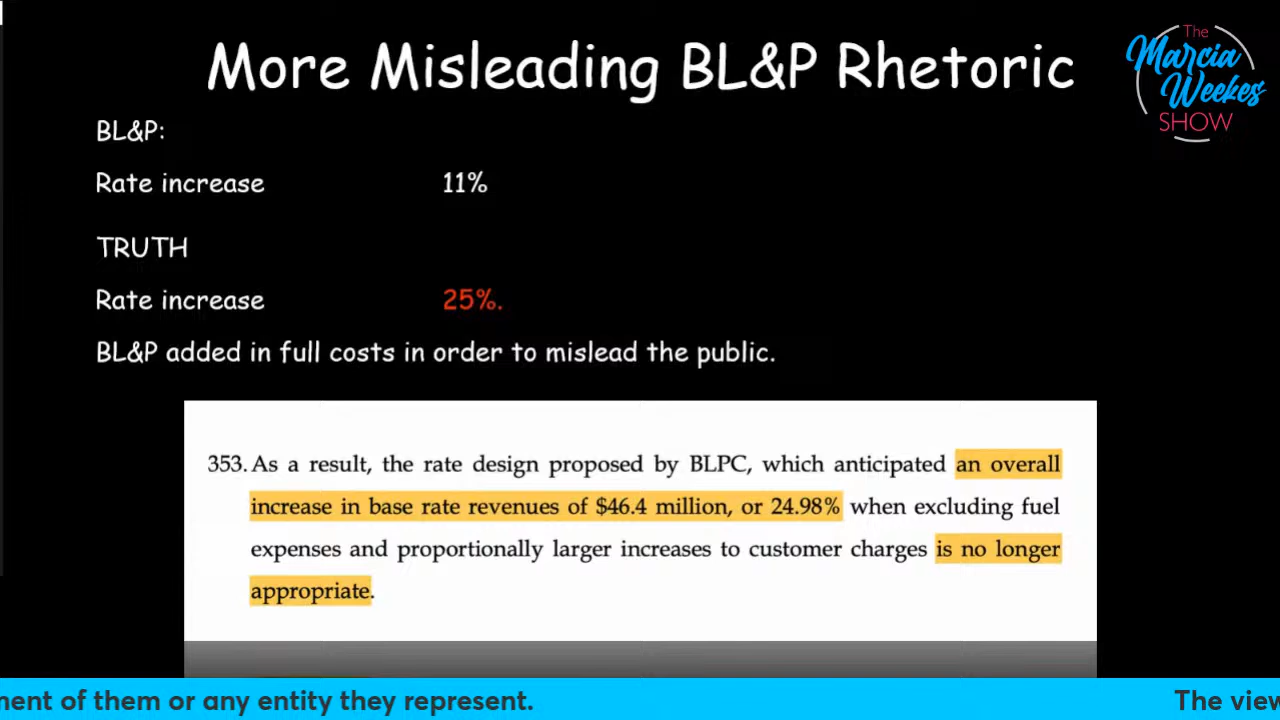 More Misleading BL&P Rhetoric
The
Marcia
Weekes
SHOW
BL&P:
Rate increase 11%
TRUTH
Rate increase 25%.
BL&P added in full costs in order to mislead the public.
353. As a result, the rate design proposed by BLPC, which anticipated an overall
increase in base rate revenues of $46.4 million, or 24.98% when excluding fuel
expenses and proportionally larger increases to customer charges is no longer
appropriate.
of them or any entity they represent. The